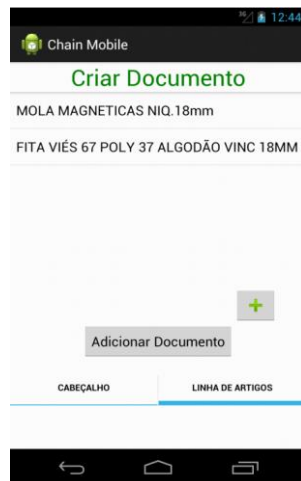 3G 12:44
Chain Mobile
Criar Documento
MOLA MAGNETICAS NIQ.18mm
FITA VIÉS 67 POLY 37 ALGODÃO VINC 18MM
+
Adicionar Documento
CABEÇALHO LINHA DE ARTIGOS